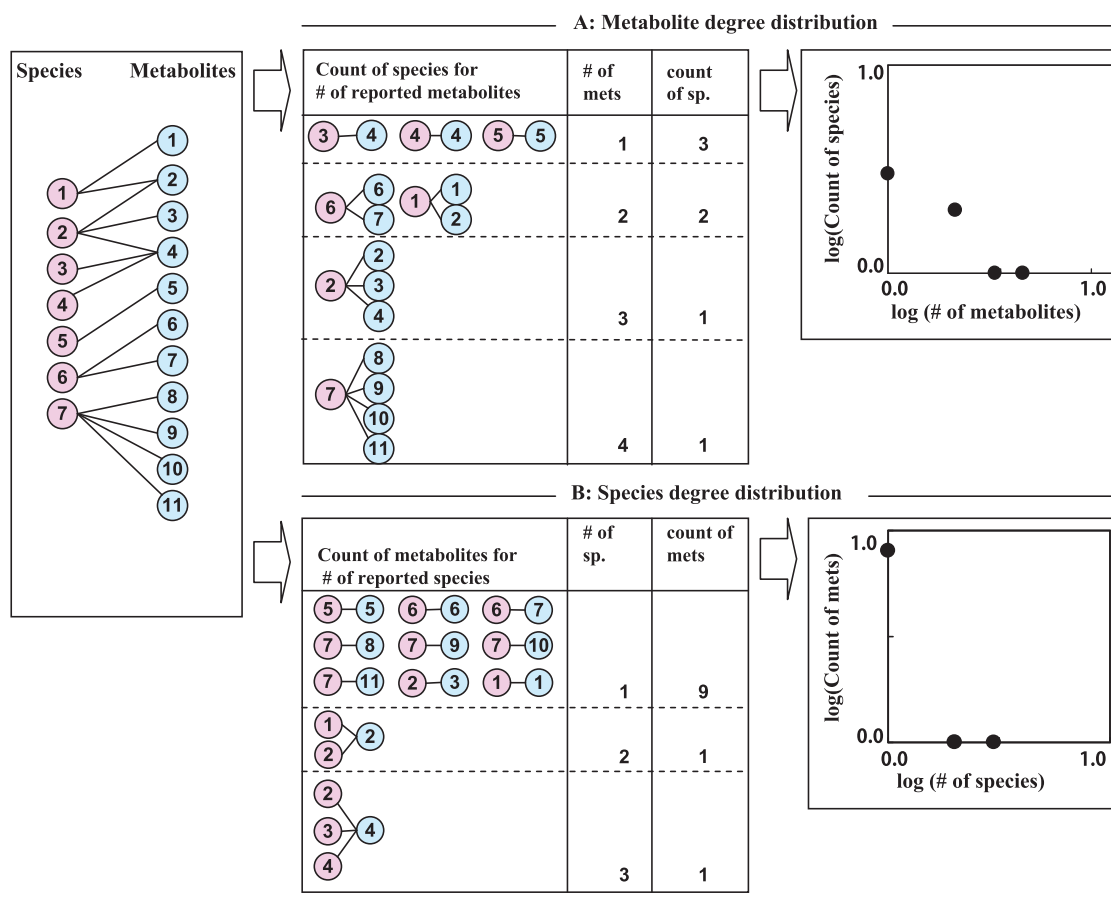 A: Metabolite degree distribution
Species Metabolites
1
2
3
4
5
6
7
1
2
3
4
5
6
7
8
9
10
11
Count of species for
# of reported metabolites
# of
mets
count
of sp.
3 4 4 4 5 5
1 3
6 6 7 1 1 2
2 2
2 2 3 4
3 1
7 8 9 10 11
4 1
1.0
0.0
log(Count of species)
0.0 1.0
log (# of metabolites)
B: Species degree distribution
Count of metabolites for
# of reported species
# of
sp.
count of
mets
5 5 6 6 6 7
7 8 7 9 7 10
7 11 2 3 1 1
1 9
1 2 2
2 1
2 3 4 4
3 1
1.0
0.0
log(Count of mets)
0.0 1.0
log (# of species)